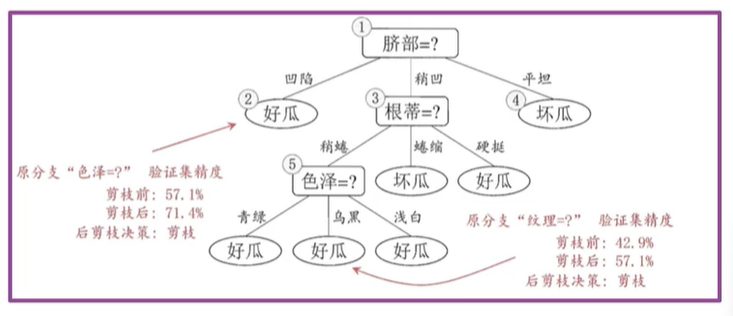 ① 脐部=?
凹陷 稍凹 平坦
② 好瓜 ③ 根蒂=? ④ 坏瓜
稍蜷 蜷缩 硬挺
原分支“色泽=?” 验证集精度
剪枝前: 57.1%
剪枝后: 71.4%
后剪枝决策: 剪枝
⑤ 色泽=? 坏瓜 好瓜
青绿 乌黑 浅白
好瓜 好瓜 好瓜
原分支“纹理=?” 验证集精度
剪枝前: 42.9%
剪枝后: 57.1%
后剪枝决策: 剪枝